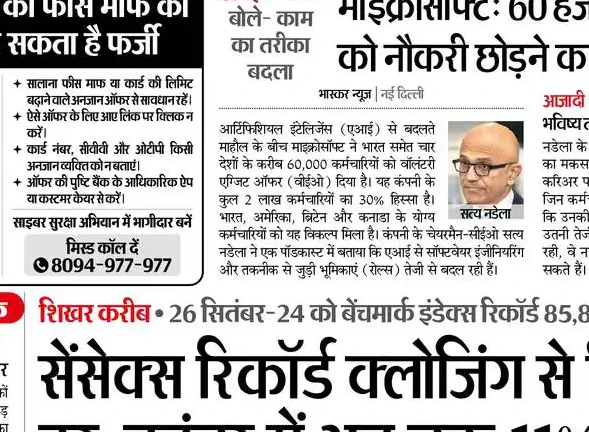 को फीस माफ की
सकता है फर्जी
+ सालाना फीस माफ या कार्ड की लिमिट
बढ़ाने वाले अनजान ऑफर से सावधान रहें।
+ ऐसे ऑफर के लिए आए लिंक पर क्लिक न
करें।
+ कार्ड नंबर, सीवीवी और ओटीपी किसी
अनजान व्यक्ति को न बताएं।
+ ऑफर की पुष्टि बैंक के आधिकारिक ऐप
या कस्टमर केयर से करें।
साइबर सुरक्षा अभियान में भागीदार बनें
मिस्ड कॉल दें
8094-977-977
बोले- काम
का तरीका
बदला
माइक्रोसॉफ्ट: 60 हज
को नौकरी छोड़ने क
भास्कर न्यूज | नई दिल्ली
आर्टिफिशियल इंटेलिजेंस (एआई) से बदलते
माहौल के बीच माइक्रोसॉफ्ट ने भारत समेत चार
देशों के करीब 60,000 कर्मचारियों को वॉलंटरी
एग्जिट ऑफर (वीईओ) दिया है। यह कंपनी के
कुल 2 लाख कर्मचारियों का 30% हिस्सा है।
भारत, अमेरिका, ब्रिटेन और कनाडा के योग्य
कर्मचारियों को यह विकल्प मिला है। कंपनी के चेयरमैन-सीईओ सत्य
नडेला ने एक पॉडकास्ट में बताया कि एआई से सॉफ्टवेयर इंजीनियरिंग
और तकनीक से जुड़ी भूमिकाएं (रोल्स) तेजी से बदल रही हैं।
सत्य नडेला
आजादी
भविष्य त
नडेला के
का मकस
करिअर प
जिन कर्म
कि उनकी
उतनी तेज
रही, वे न
सकते हैं।
शिखर करीब • 26 सितंबर-24 को बेंचमार्क इंडेक्स रिकॉर्ड 85,8
सेंसेक्स रिकॉर्ड क्लोजिंग से